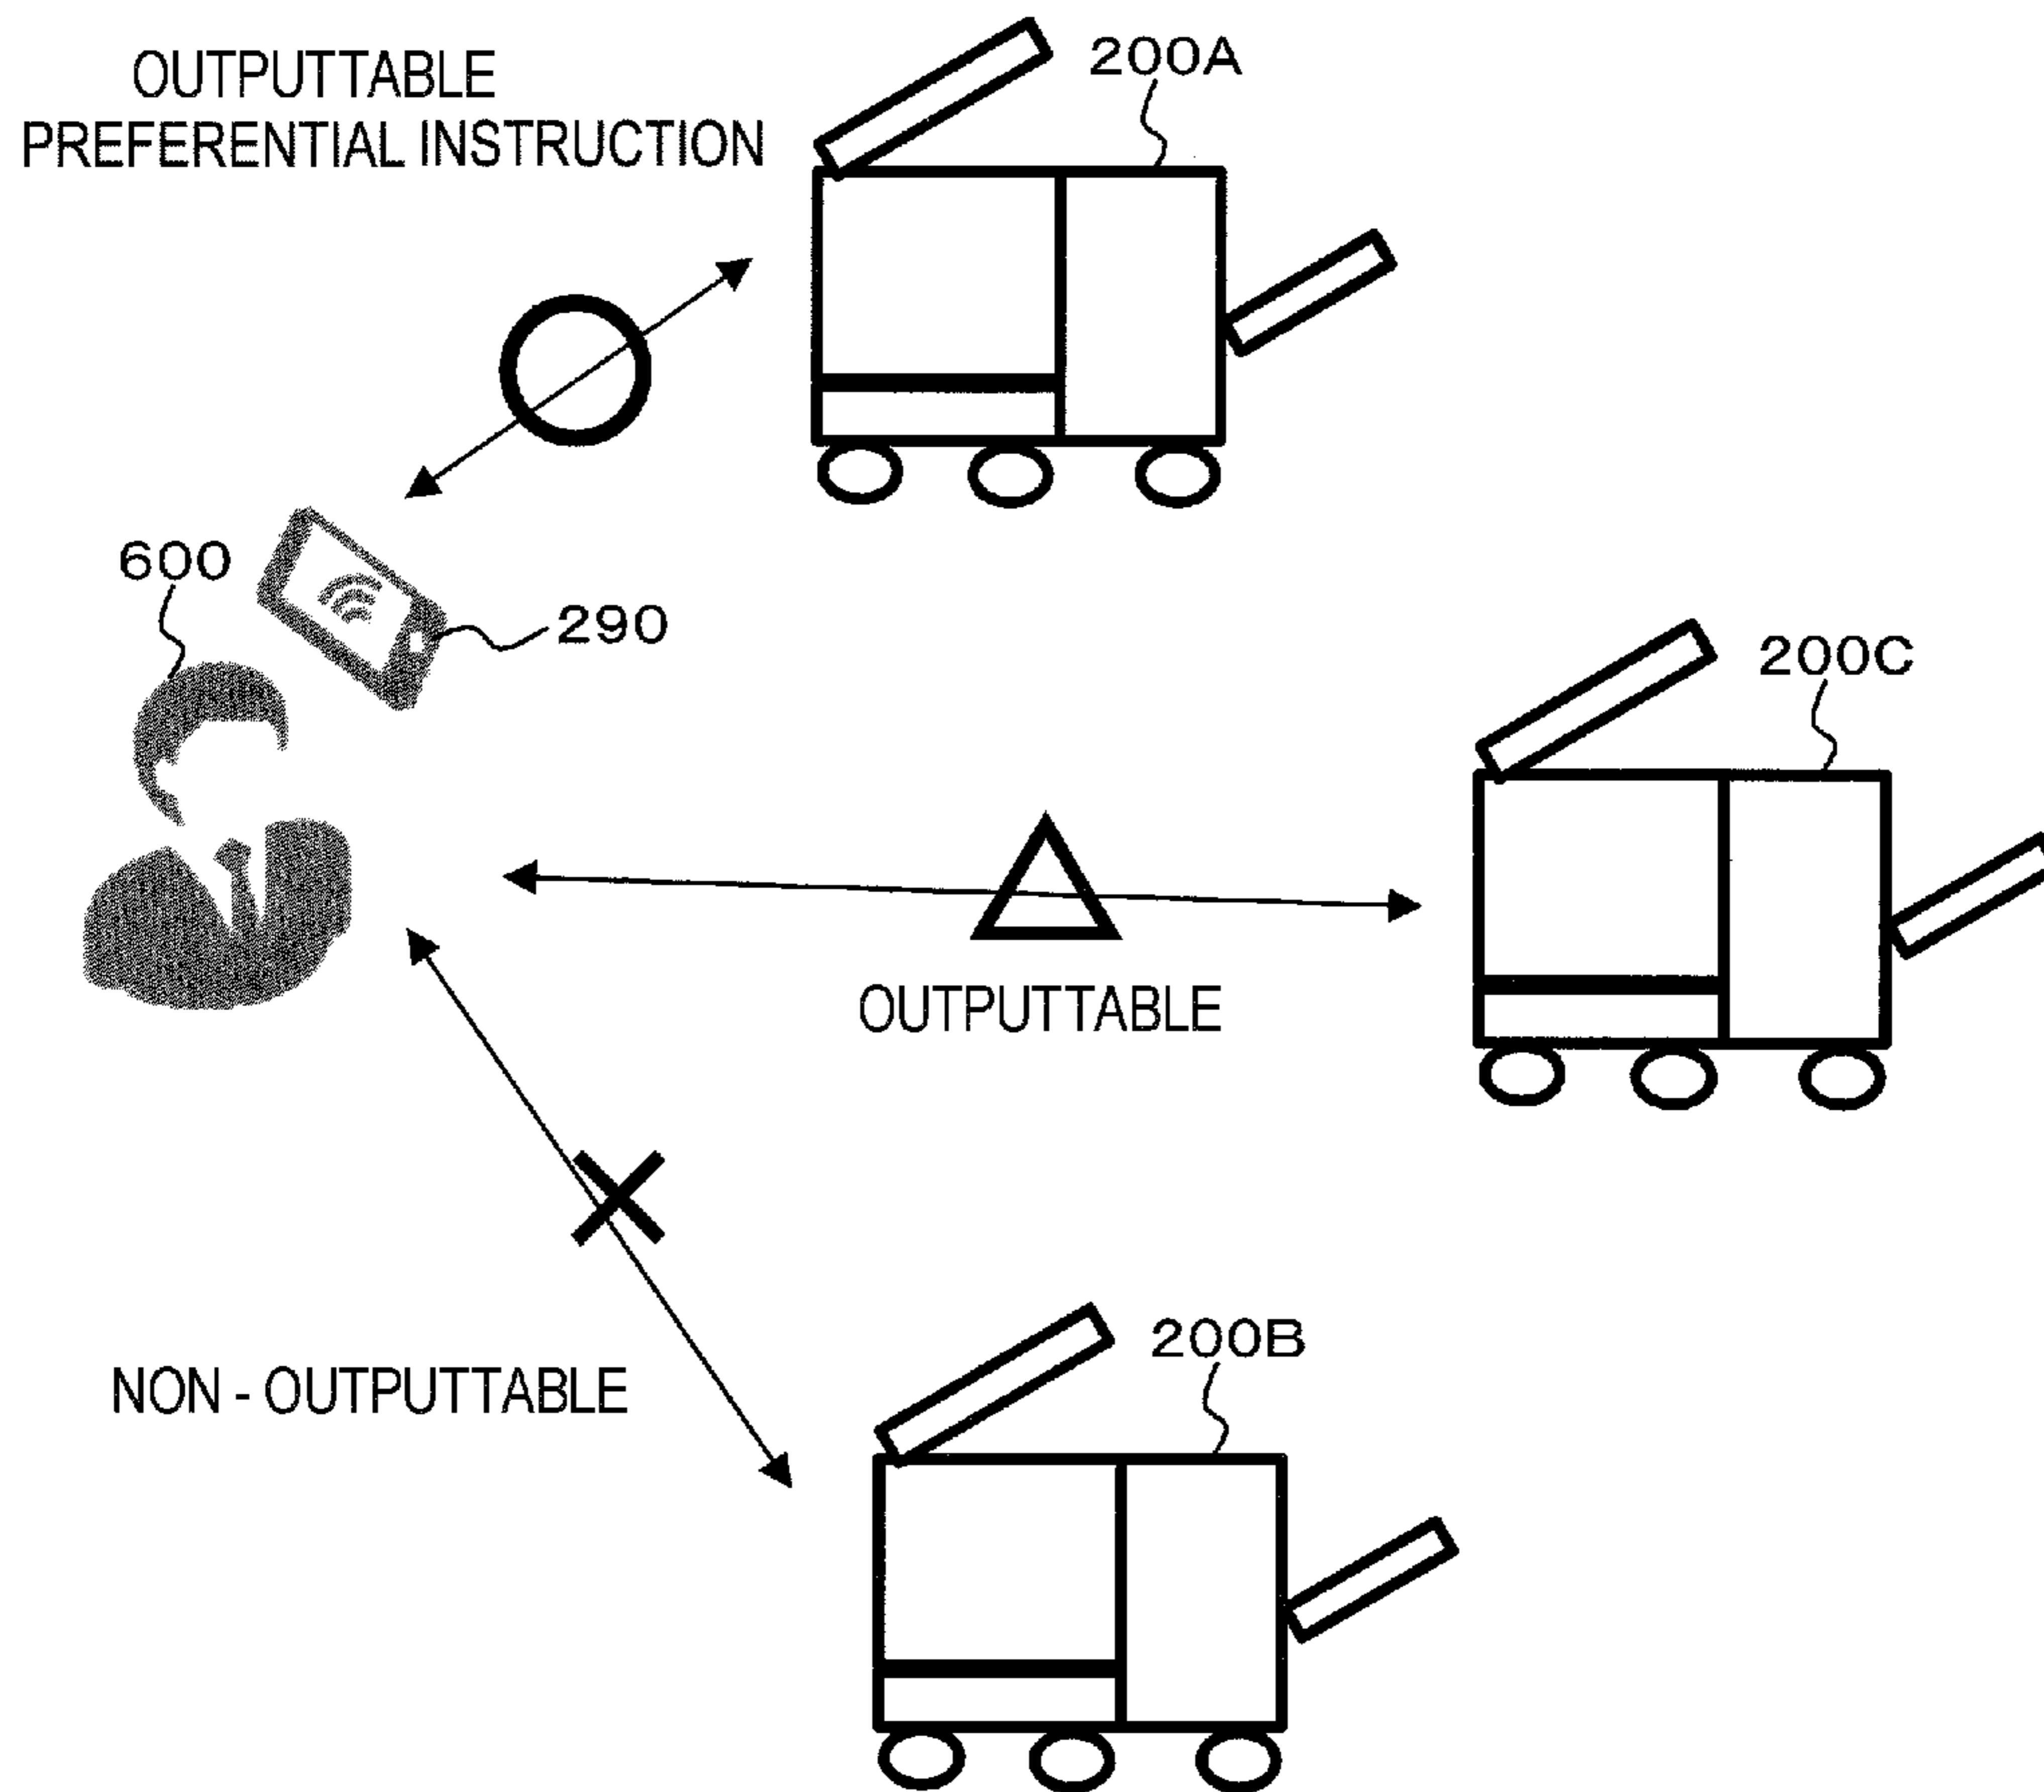 OUTPUTTABLE
PREFERENTIAL INSTRUCTION
200A
600
290
200C
OUTPUTTABLE
200B
NON - OUTPUTTABLE